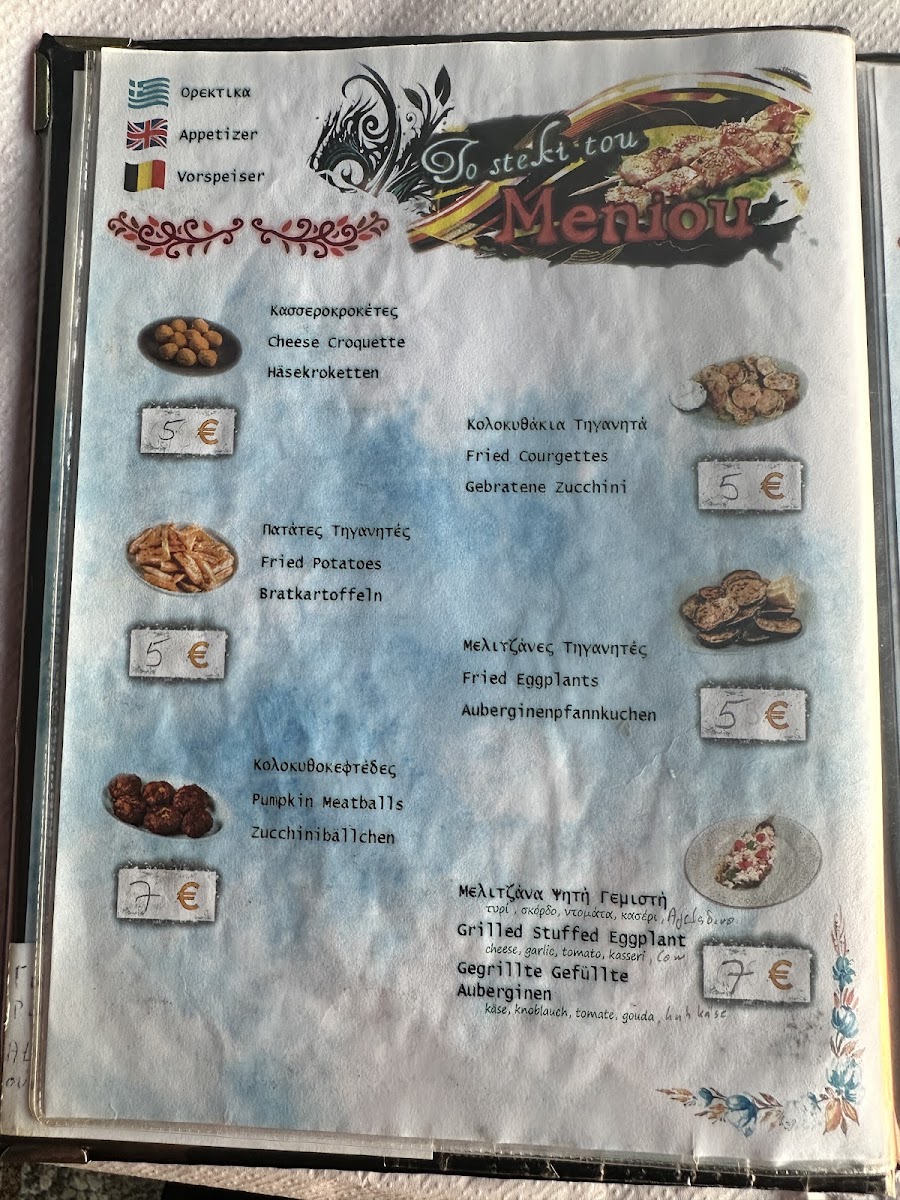 Ορεκτικα
Appetizer
Vorspeiser
To steki tou
Meniou
Κασσεροκροκέτες
Cheese Croquette
Häsekroketten
5 €
Κολοκυθάκια Τηγανητά
Fried Courgettes
Gebratene Zucchini
5 €
Πατάτες Τηγανητές
Fried Potatoes
Bratkartoffeln
5 €
Μελιτζάνες Τηγανητές
Fried Eggplants
Auberginenpfannkuchen
5 €
Κολοκυθοκεφτέδες
Pumpkin Meatballs
Zucchinibällchen
7 €
Μελιτζάνα Ψητή Γεμιστή
τυρί, σκόρδο, ντομάτα, κασέρι,
Grilled Stuffed Eggplant
cheese, garlic, tomato, kasseri, cow
Gegrillte Gefüllte
Auberginen
käse, knoblauch, tomate, gouda,
7 €